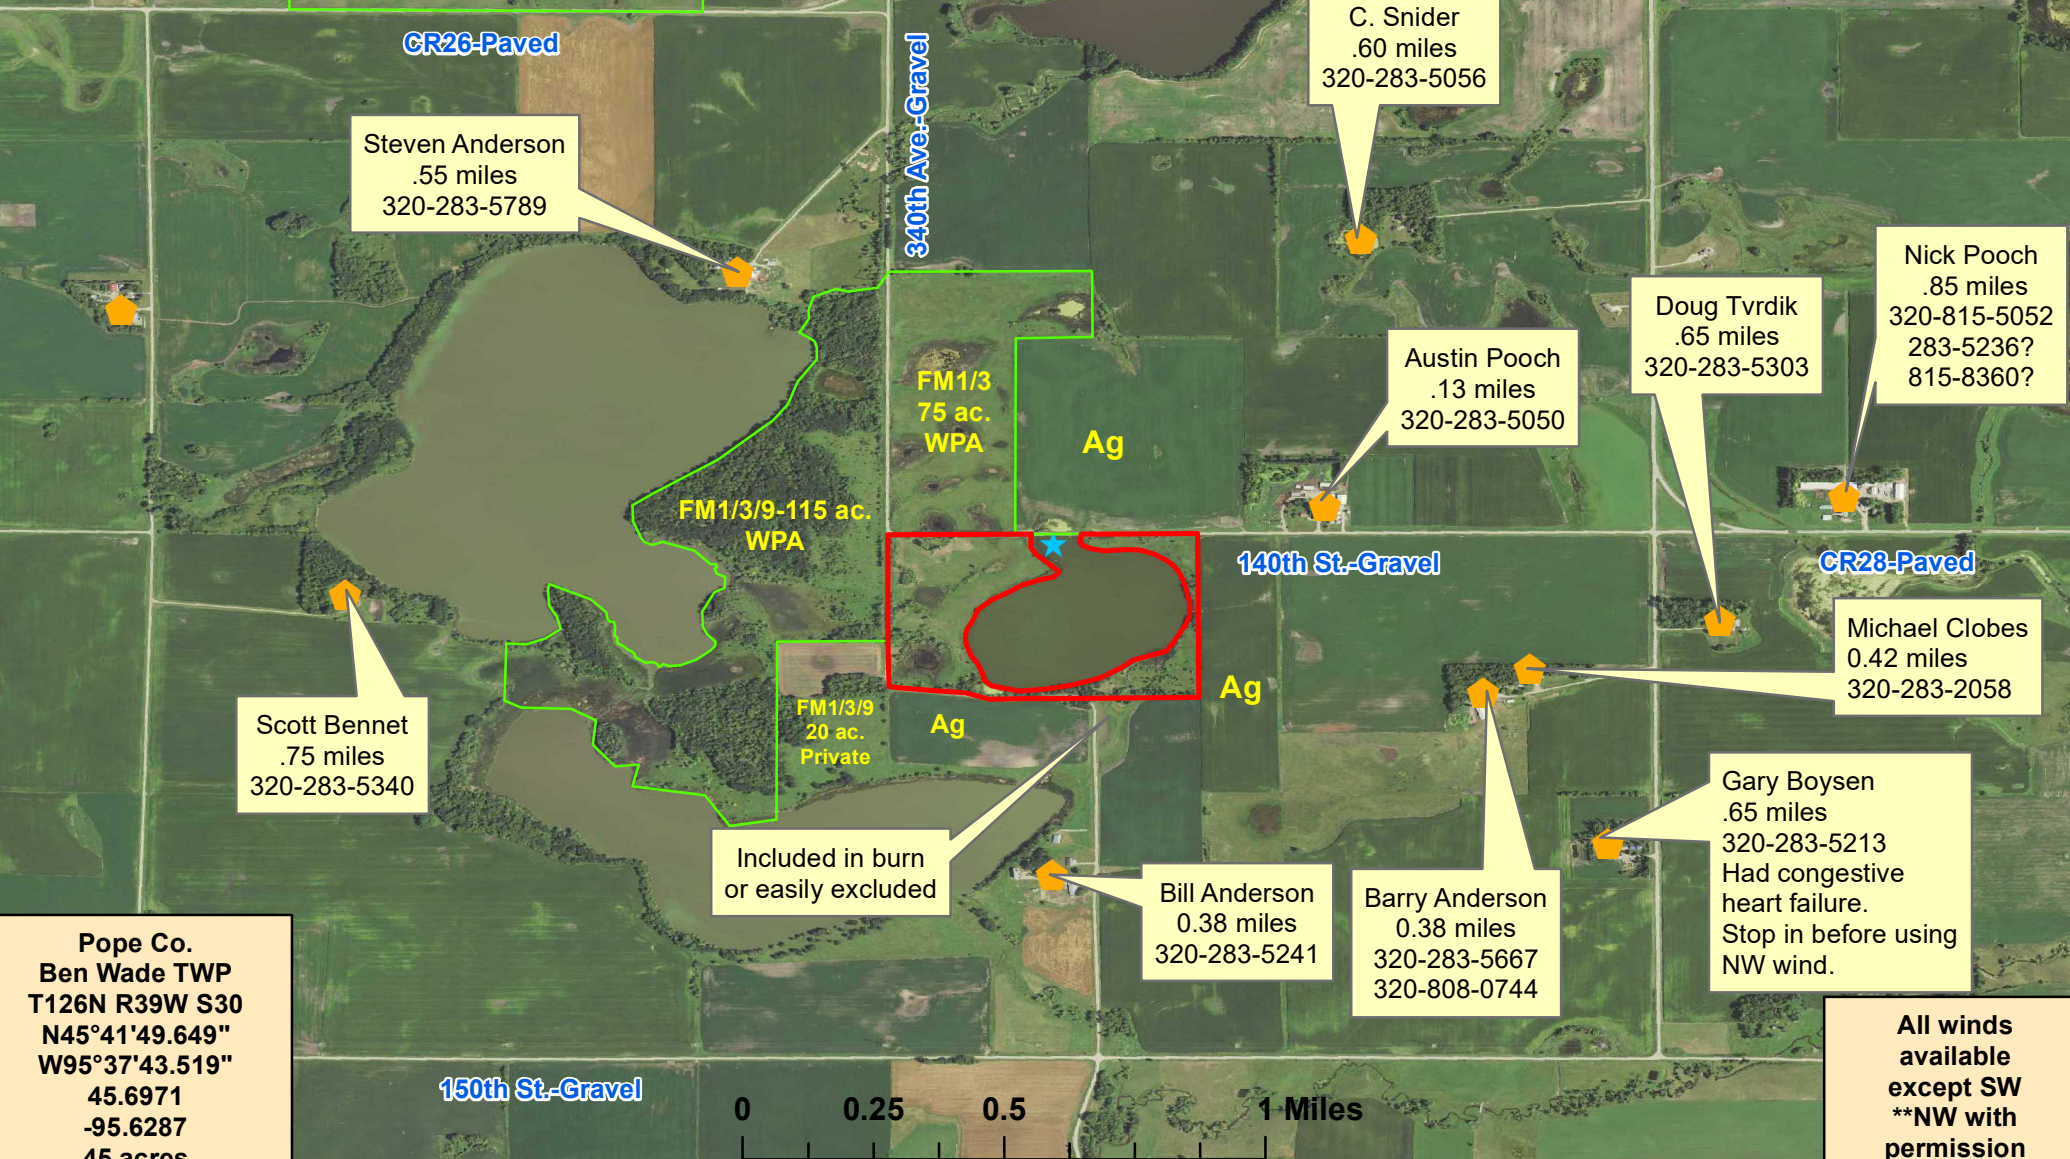 CR26-Paved
340th Ave.-Gravel
C. Snider
.60 miles
320-283-5056
Steven Anderson
.55 miles
320-283-5789
Nick Pooch
.85 miles
320-815-5052
283-5236?
815-8360?
Doug Tvrdik
.65 miles
320-283-5303
Austin Pooch
.13 miles
320-283-5050
FM1/3
75 ac.
WPA
Ag
FM1/3/9-115 ac.
WPA
140th St.-Gravel
CR28-Paved
Michael Clobes
0.42 miles
320-283-2058
Ag
Scott Bennet
.75 miles
320-283-5340
FM1/3/9
20 ac.
Private
Ag
Gary Boysen
.65 miles
320-283-5213
Had congestive
heart failure.
Stop in before using
NW wind.
Included in burn
or easily excluded
Bill Anderson
0.38 miles
320-283-5241
Barry Anderson
0.38 miles
320-283-5667
320-808-0744
Pope Co.
Ben Wade TWP
T126N R39W S30
N45°41'49.649"
W95°37'43.519"
45.6971
-95.6287
45 acres
150th St.-Gravel
0 0.25 0.5 1 Miles
All winds
available
except SW
**NW with
permission